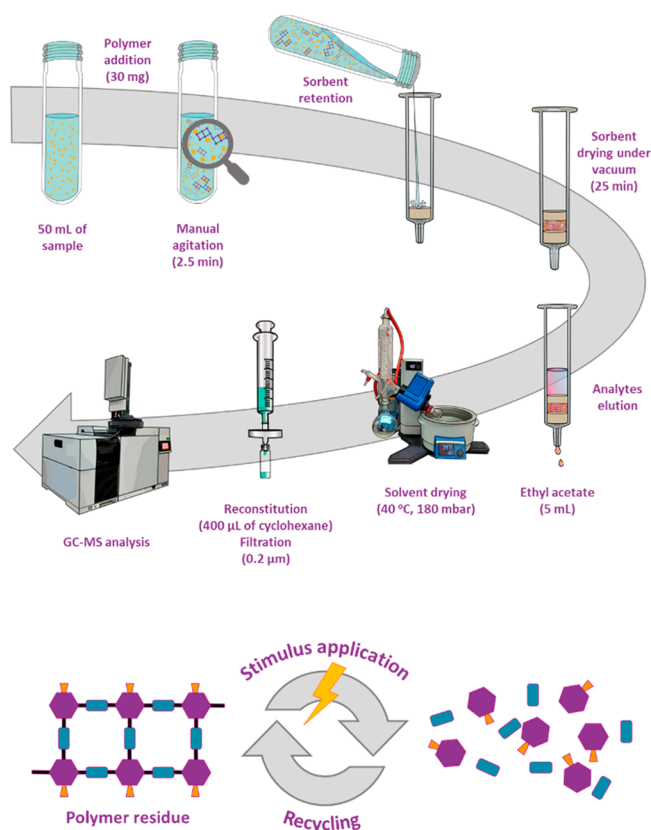 Polymer
addition
(30 mg)
Sorbent
retention
Sorbent
drying under
vacuum
(25 min)
50 mL of
sample
Manual
agitation
(2.5 min)
Analytes
elution
Ethyl acetate
(5 mL)
Solvent drying
(40 °C, 180 mbar)
Reconstitution
(400 µL of cyclohexane)
Filtration
(0.2 µm)
GC-MS analysis
Stimulus application
Polymer residue
Recycling